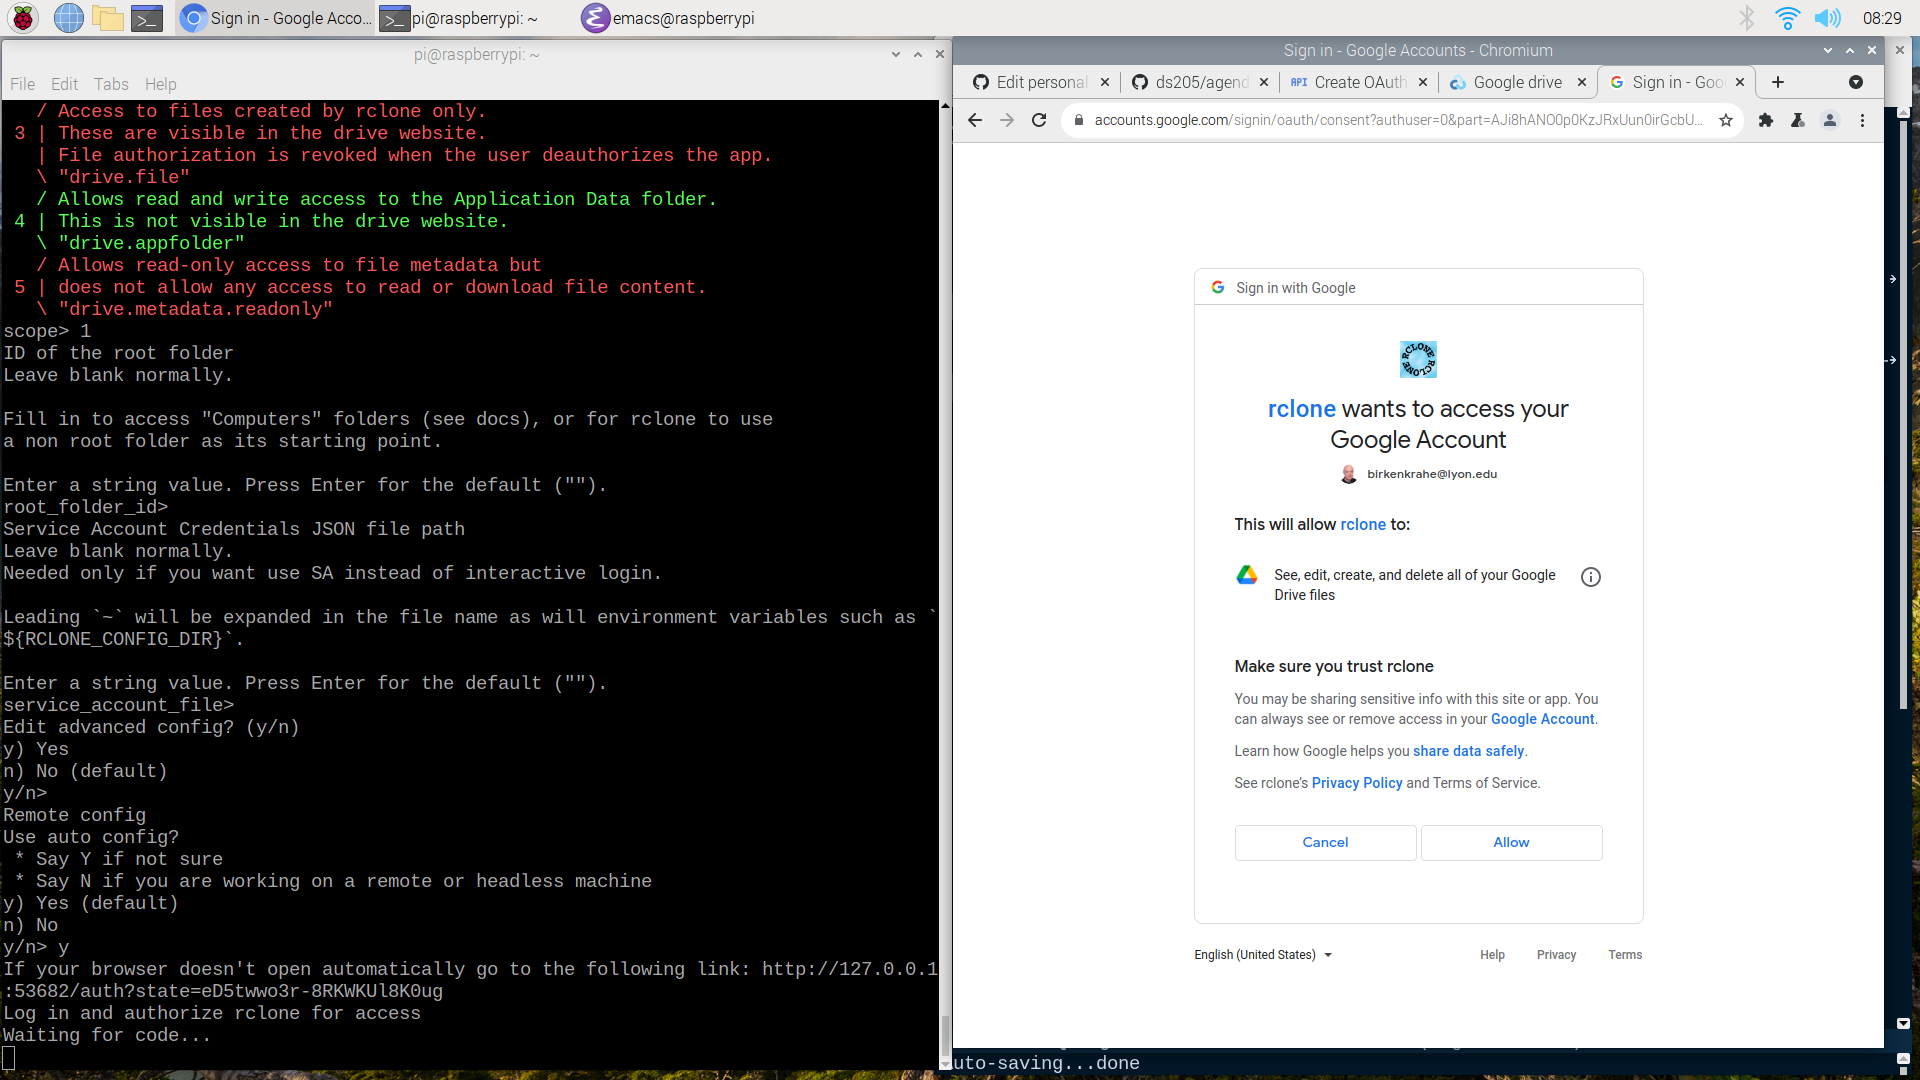 Sign in - Google Acco...
pi@raspberrypi: ~
emacs@raspberrypi
08:29
pi@raspberrypi: ~
File Edit Tabs Help
/ Access to files created by rclone only.
3 | These are visible in the drive website.
| File authorization is revoked when the user deauthorizes the app.
\ "drive.file"
/ Allows read and write access to the Application Data folder.
4 | This is not visible in the drive website.
\ "drive.appfolder"
/ Allows read-only access to file metadata but
5 | does not allow any access to read or download file content.
\ "drive.metadata.readonly"
scope> 1
ID of the root folder
Leave blank normally.
Fill in to access "Computers" folders (see docs), or for rclone to use
a non root folder as its starting point.
Enter a string value. Press Enter for the default ("").
root_folder_id>
Service Account Credentials JSON file path
Leave blank normally.
Needed only if you want use SA instead of interactive login.
Leading `~` will be expanded in the file name as will environment variables such as `
${RCLONE_CONFIG_DIR}`.
Enter a string value. Press Enter for the default ("").
service_account_file>
Edit advanced config? (y/n)
y) Yes
n) No (default)
y/n>
Remote config
Use auto config?
* Say Y if not sure
* Say N if you are working on a remote or headless machine
y) Yes (default)
n) No
y/n> y
If your browser doesn't open automatically go to the following link: http://127.0.0.1
:53682/auth?state=eD5twwo3r-8RKWKUl8K0ug
Log in and authorize rclone for access
Waiting for code...
Sign in - Google Accounts - Chromium
Edit personal
ds205/agend
API Create OAuth
Google drive
Sign in - Goo
accounts.google.com/signin/oauth/consent?authuser=0&part=AJi8hANO0p0KzJRxUun0irGcbU...
Sign in with Google
RCLONE RCLONE
rclone wants to access your
Google Account
birkenkrahe@lyon.edu
This will allow rclone to:
See, edit, create, and delete all of your Google
Drive files
Make sure you trust rclone
You may be sharing sensitive info with this site or app. You
can always see or remove access in your Google Account.
Learn how Google helps you share data safely.
See rclone’s Privacy Policy and Terms of Service.
Cancel
Allow
English (United States)
Help Privacy Terms
uto-saving...done